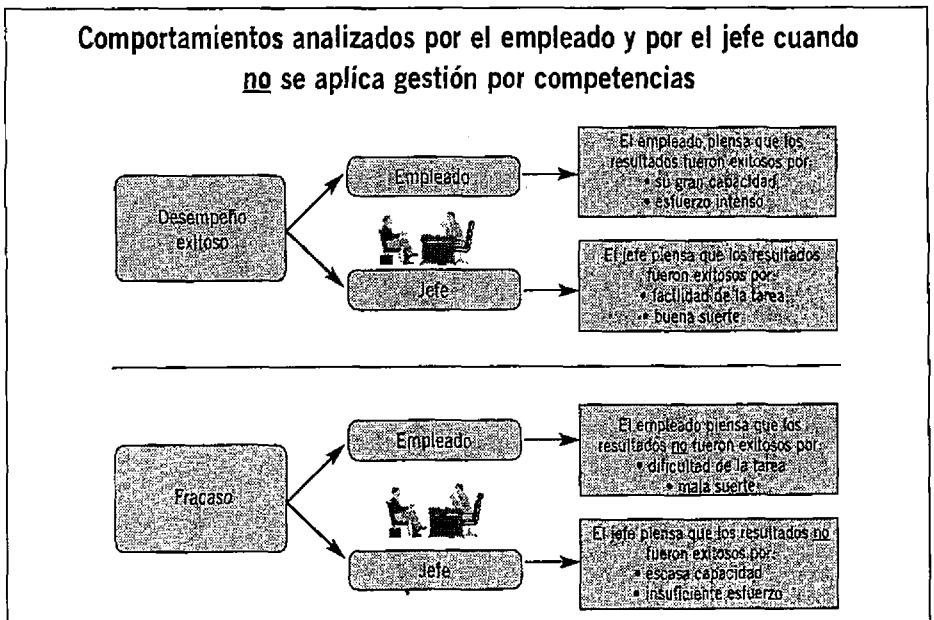 Comportamientos analizados por el empleado y por el jefe cuando
no se aplica gestión por competencias
Desempeño
exitoso
Empleado
Jefe
El empleado piensa que los
resultados fueron exitosos por:
• su gran capacidad
• esfuerzo intenso
El jefe piensa que los resultados
fueron exitosos por:
• facilidad de la tarea
• buena suerte
Fracaso
Empleado
Jefe
El empleado piensa que los
resultados no fueron exitosos por:
• dificultad de la tarea
• mala suerte
El jefe piensa que los resultados no
fueron exitosos por:
• escasa capacidad
• insuficiente esfuerzo